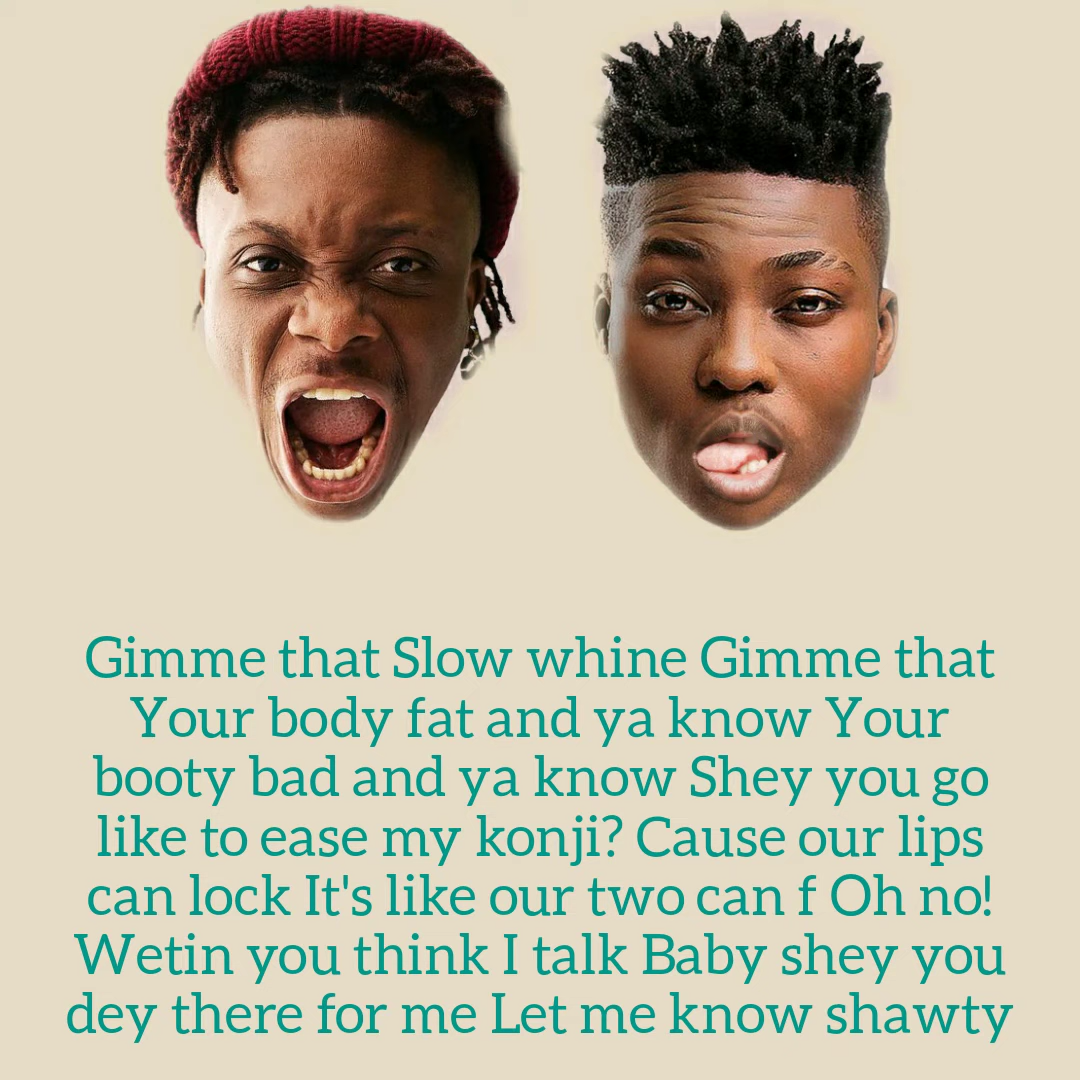 Gimme that Slow whine Gimme that
Your body fat and ya know Your
booty bad and ya know Shey you go
like to ease my konji? Cause our lips
can lock It's like our two can f Oh no!
Wetin you think I talk Baby shey you
dey there for me Let me know shawty